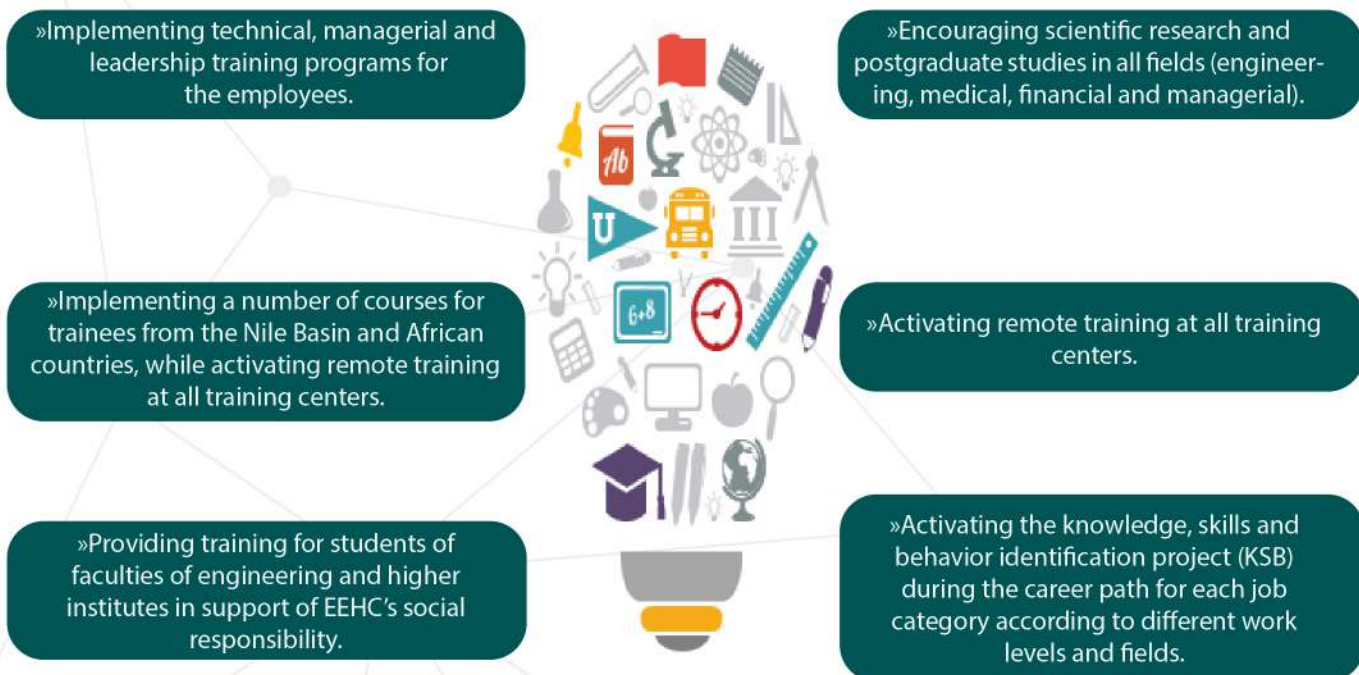 »Implementing technical, managerial and
leadership training programs for
the employees.
»Encouraging scientific research and
postgraduate studies in all fields (engineer-
ing, medical, financial and managerial).
Ab
U
»Implementing a number of courses for
trainees from the Nile Basin and African
countries, while activating remote training
at all training centers.
6+8
»Activating remote training at all training
centers.
»Providing training for students of
faculties of engineering and higher
institutes in support of EEHC’s social
responsibility.
»Activating the knowledge, skills and
behavior identification project (KSB)
during the career path for each job
category according to different work
levels and fields.